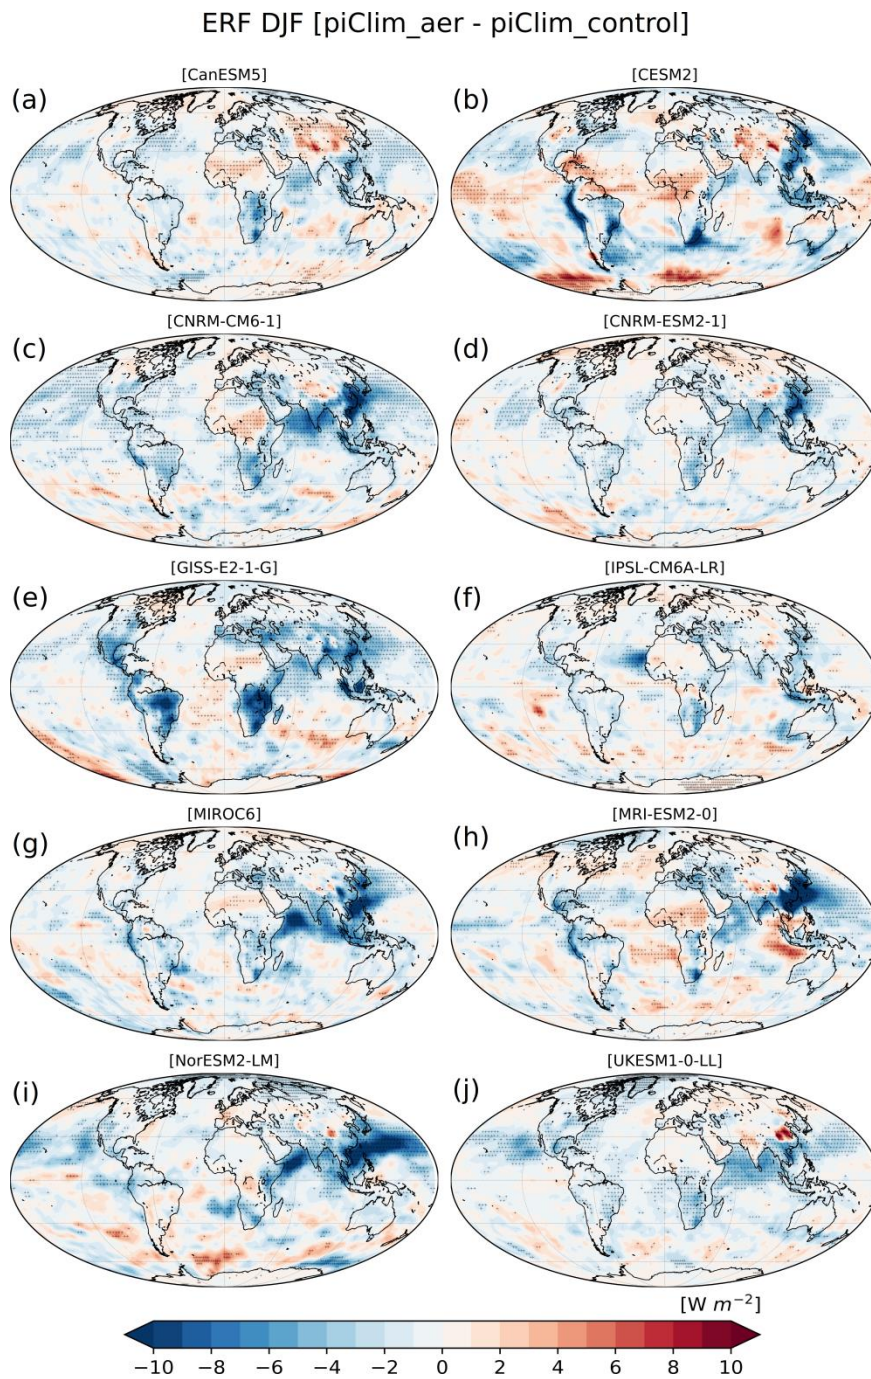 ERF DJF [piClim_aer - piClim_control]
[CanESM5]
[CESM2]
(a)
(b)
[CNRM-CM6-1]
[CNRM-ESM2-1]
(c)
(d)
[GISS-E2-1-G]
[IPSL-CM6A-LR]
(e)
(f)
[MIROC6]
[MRI-ESM2-0]
(g)
(h)
[NorESM2-LM]
[UKESM1-0-LL]
(i)
(j)
[W m⁻²]
−10 −8 −6 −4 −2 0 2 4 6 8 10